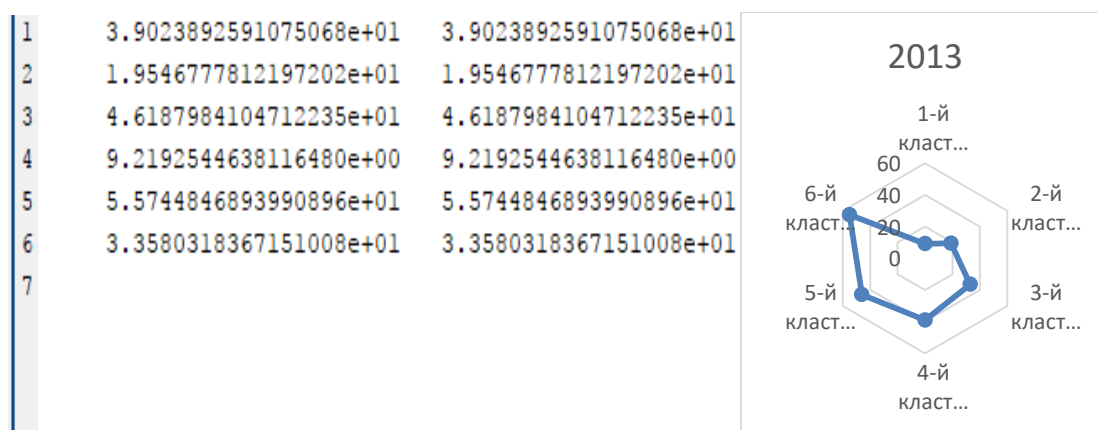 1 3.9023892591075068e+01 3.9023892591075068e+01
2 1.9546777812197202e+01 1.9546777812197202e+01
3 4.6187984104712235e+01 4.6187984104712235e+01
4 9.2192544638116480e+00 9.2192544638116480e+00
5 5.5744846893990896e+01 5.5744846893990896e+01
6 3.3580318367151008e+01 3.3580318367151008e+01
7
2013
1-й
класт...
60
40
20
0
2-й
класт...
3-й
класт...
4-й
класт...
5-й
класт...
6-й
класт...